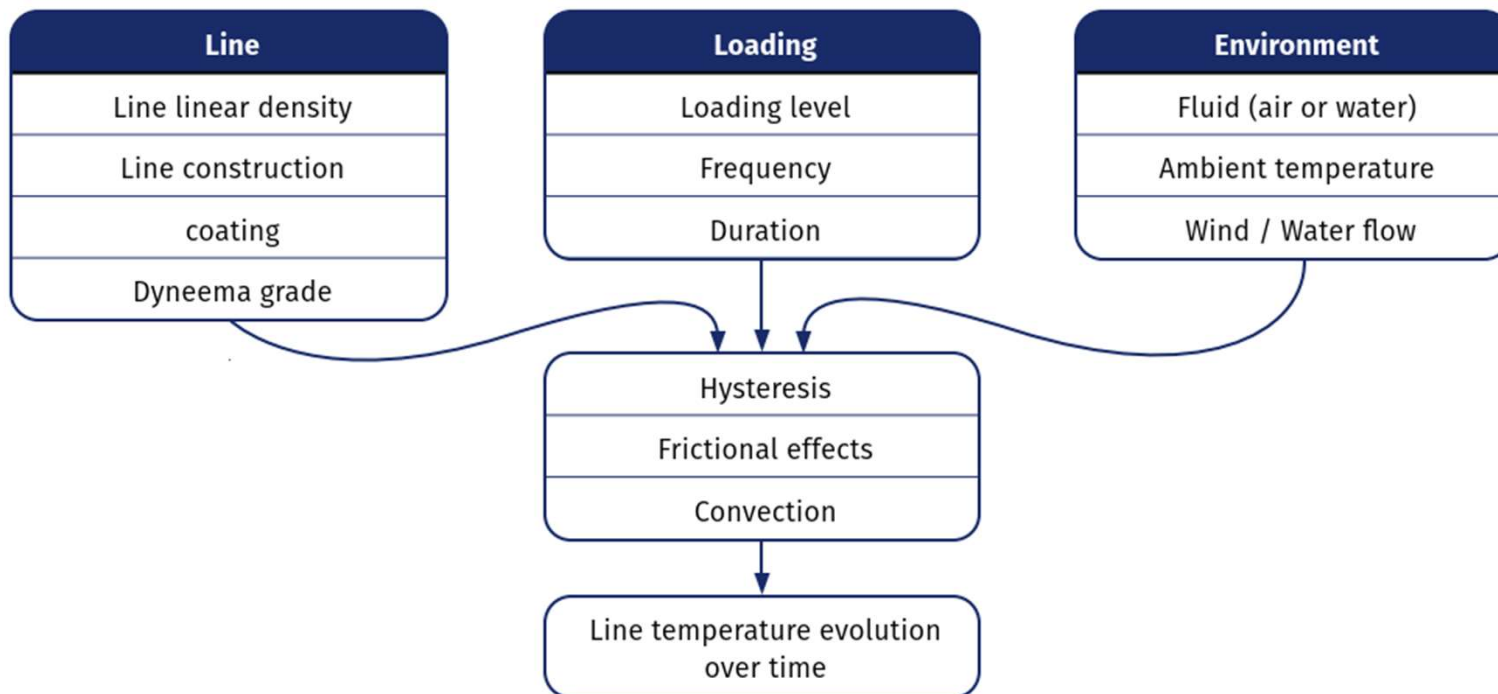 Line
Line linear density
Line construction
coating
Dyneema grade
Loading
Loading level
Frequency
Duration
Environment
Fluid (air or water)
Ambient temperature
Wind / Water flow
Hysteresis
Frictional effects
Convection
Line temperature evolution
over time